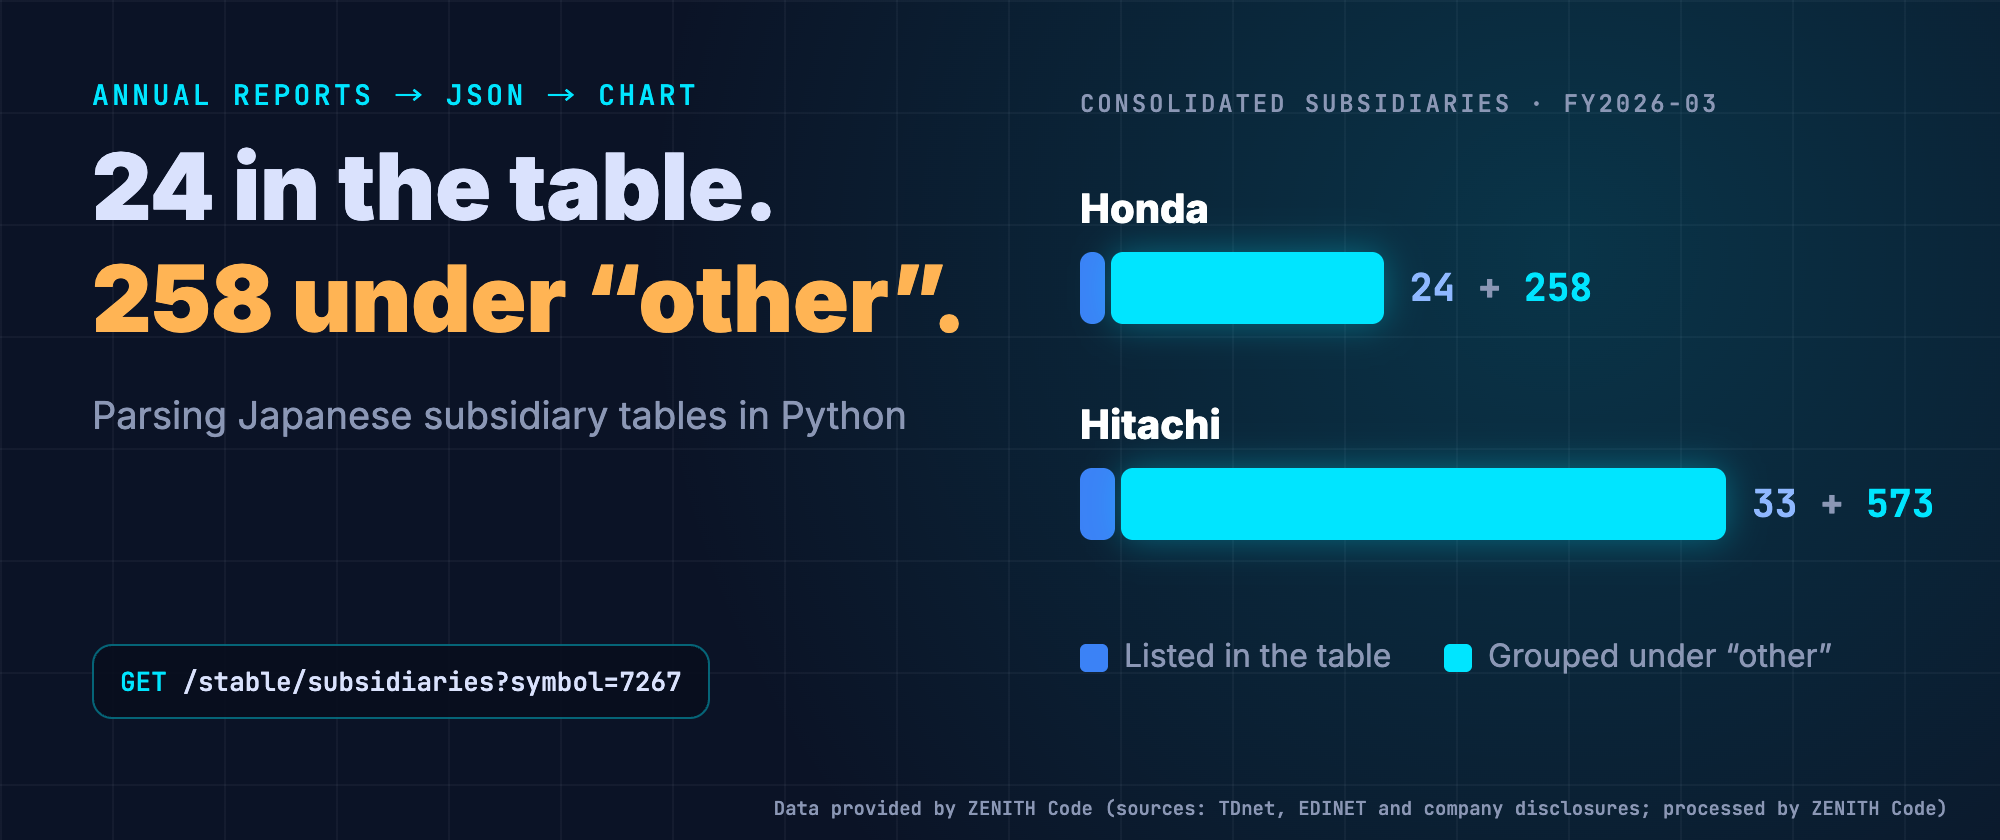 ANNUAL REPORTS → JSON → CHART
24 in the table.
258 under “other”.
Parsing Japanese subsidiary tables in Python
GET /stable/subsidiaries?symbol=7267
CONSOLIDATED SUBSIDIARIES · FY2026-03
Honda
24 + 258
Hitachi
33 + 573
Listed in the table
Grouped under “other”
Data provided by ZENITH Code (sources: TDnet, EDINET and company disclosures; processed by ZENITH Code)